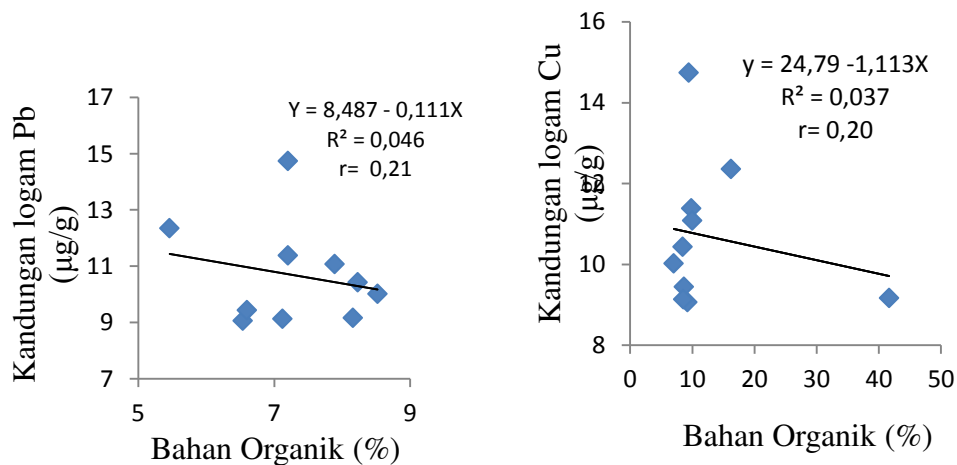 Kandungan logam Pb
(µg/g)
17
15
13
11
9
7
5
7
9
Bahan Organik (%)
Y = 8,487 - 0,111X
R² = 0,046
r=  0,21
Kandungan logam Cu
(µg/g)
16
14
12
10
8
0
10
20
30
40
50
Bahan Organik (%)
y = 24,79 -1,113X
R² = 0,037
r= 0,20